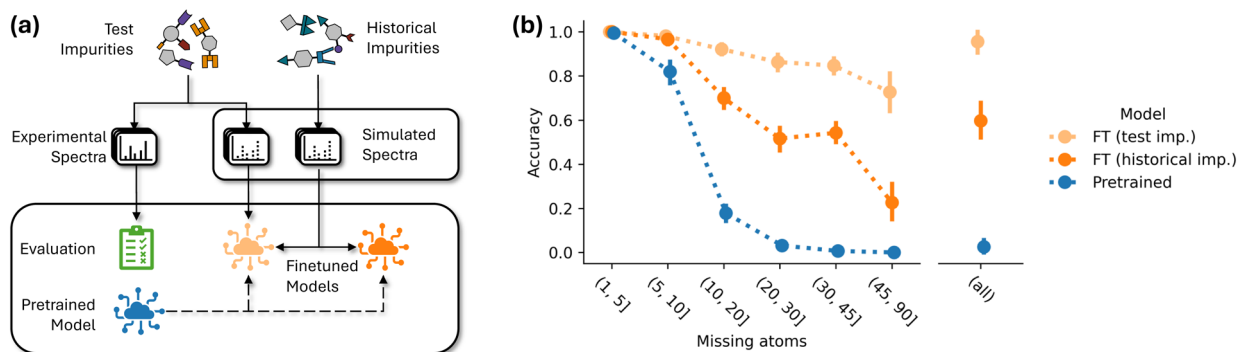 (a)
Test
Impurities
Historical
Impurities
Experimental
Spectra
Simulated
Spectra
Evaluation
Finetuned
Models
Pretrained
Model
(b)
Accuracy
1.0
0.8
0.6
0.4
0.2
0.0
(1, 5]
(5, 10]
(10, 20]
(20, 30]
(30, 45]
(45, 90]
(all)
Missing atoms
Model
FT (test imp.)
FT (historical imp.)
Pretrained